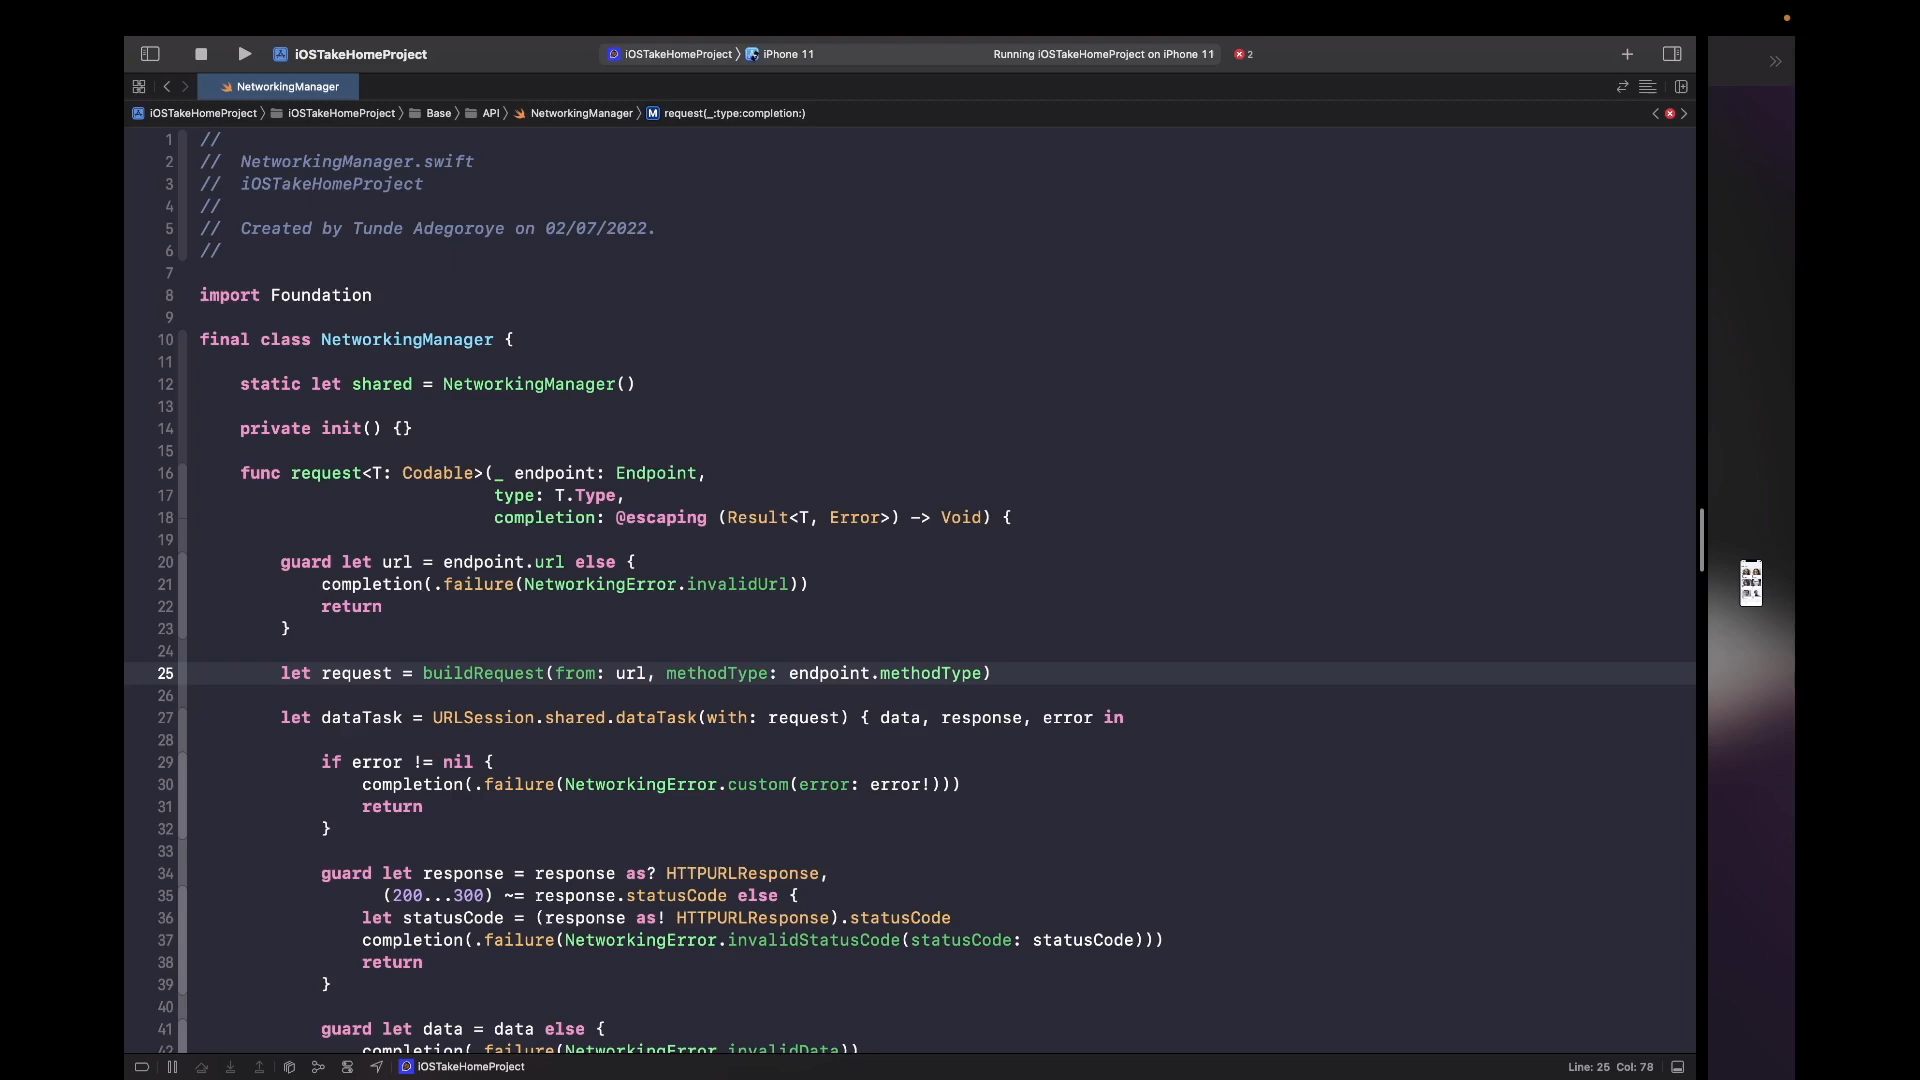 iOSTakeHomeProject
iOSTakeHomeProject 〉 iPhone 11
Running iOSTakeHomeProject on iPhone 11
2
NetworkingManager
iOSTakeHomeProject 〉 iOSTakeHomeProject 〉 Base 〉 API 〉 NetworkingManager 〉 M request(_:type:completion:)
1 //
2 //  NetworkingManager.swift
3 //  iOSTakeHomeProject
4 //
5 //  Created by Tunde Adegoroye on 02/07/2022.
6 //
7
8 import Foundation
9
10 final class NetworkingManager {
11
12     static let shared = NetworkingManager()
13
14     private init() {}
15
16     func request<T: Codable>(_ endpoint: Endpoint,
17                              type: T.Type,
18                              completion: @escaping (Result<T, Error>) -> Void) {
19
20         guard let url = endpoint.url else {
21             completion(.failure(NetworkingError.invalidUrl))
22             return
23         }
24
25         let request = buildRequest(from: url, methodType: endpoint.methodType)
26
27         let dataTask = URLSession.shared.dataTask(with: request) { data, response, error in
28
29             if error != nil {
30                 completion(.failure(NetworkingError.custom(error: error!)))
31                 return
32             }
33
34             guard let response = response as? HTTPURLResponse,
35                   (200...300) ~= response.statusCode else {
36                 let statusCode = (response as! HTTPURLResponse).statusCode
37                 completion(.failure(NetworkingError.invalidStatusCode(statusCode: statusCode)))
38                 return
39             }
40
41             guard let data = data else {
42                 completion(.failure(NetworkingError.invalidData))
iOSTakeHomeProject
Line: 25 Col: 78